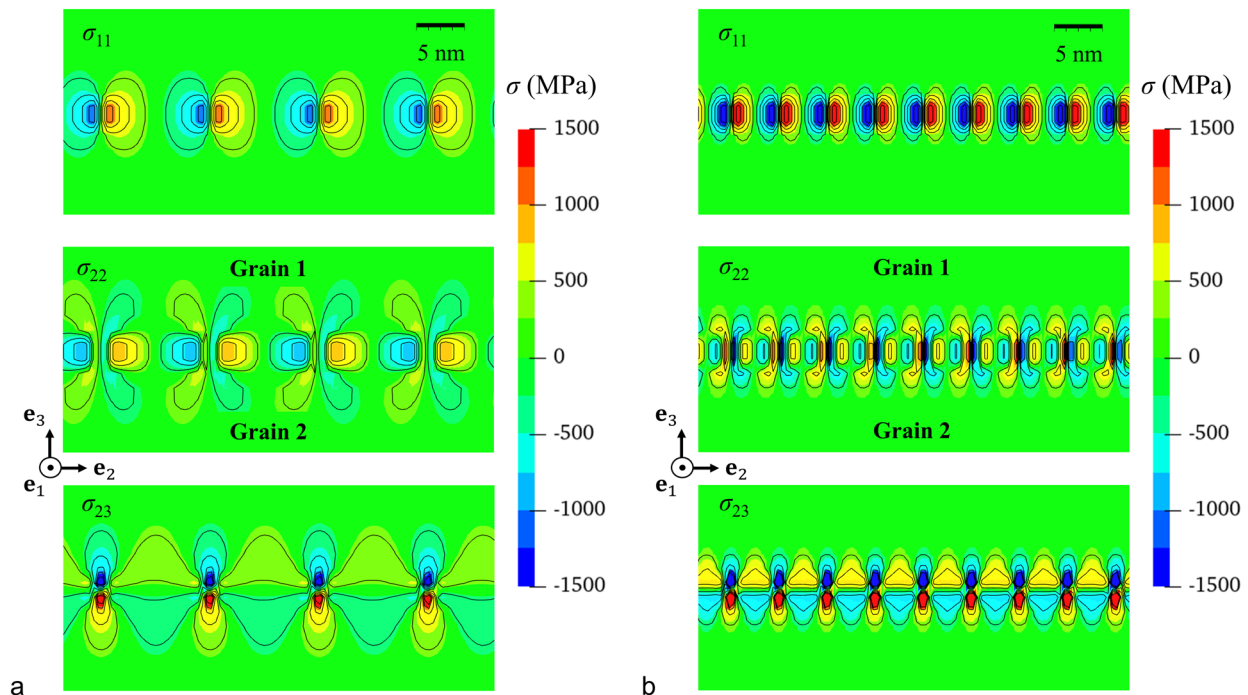 σ11
5 nm
σ (MPa)
1500
1000
500
0
-500
-1000
-1500
σ22
Grain 1
Grain 2
e3
e2
e1
σ23
a
σ11
5 nm
σ (MPa)
1500
1000
500
0
-500
-1000
-1500
σ22
Grain 1
Grain 2
e3
e2
e1
σ23
b